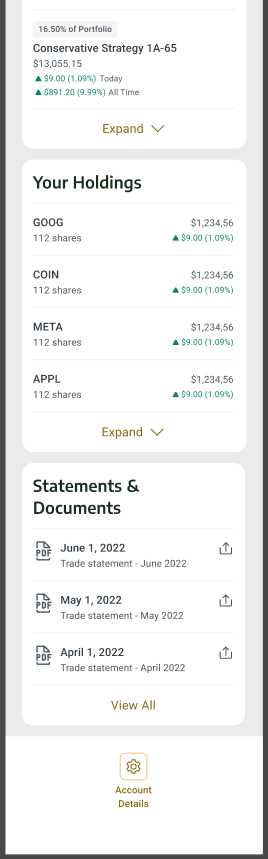 16.50% of Portfolio
Conservative Strategy 1A-65
$13,055.15
▲ $9.00 (1.09%) Today
▲ $891.20 (9.99%) All Time
Expand
Your Holdings
GOOG $1,234,56
112 shares ▲ $9.00 (1.09%)
COIN $1,234,56
112 shares ▲ $9.00 (1.09%)
META $1,234,56
112 shares ▲ $9.00 (1.09%)
APPL $1,234,56
112 shares ▲ $9.00 (1.09%)
Expand
Statements &
Documents
PDF June 1, 2022
Trade statement - June 2022
PDF May 1, 2022
Trade statement - May 2022
PDF April 1, 2022
Trade statement - April 2022
View All
Account
Details